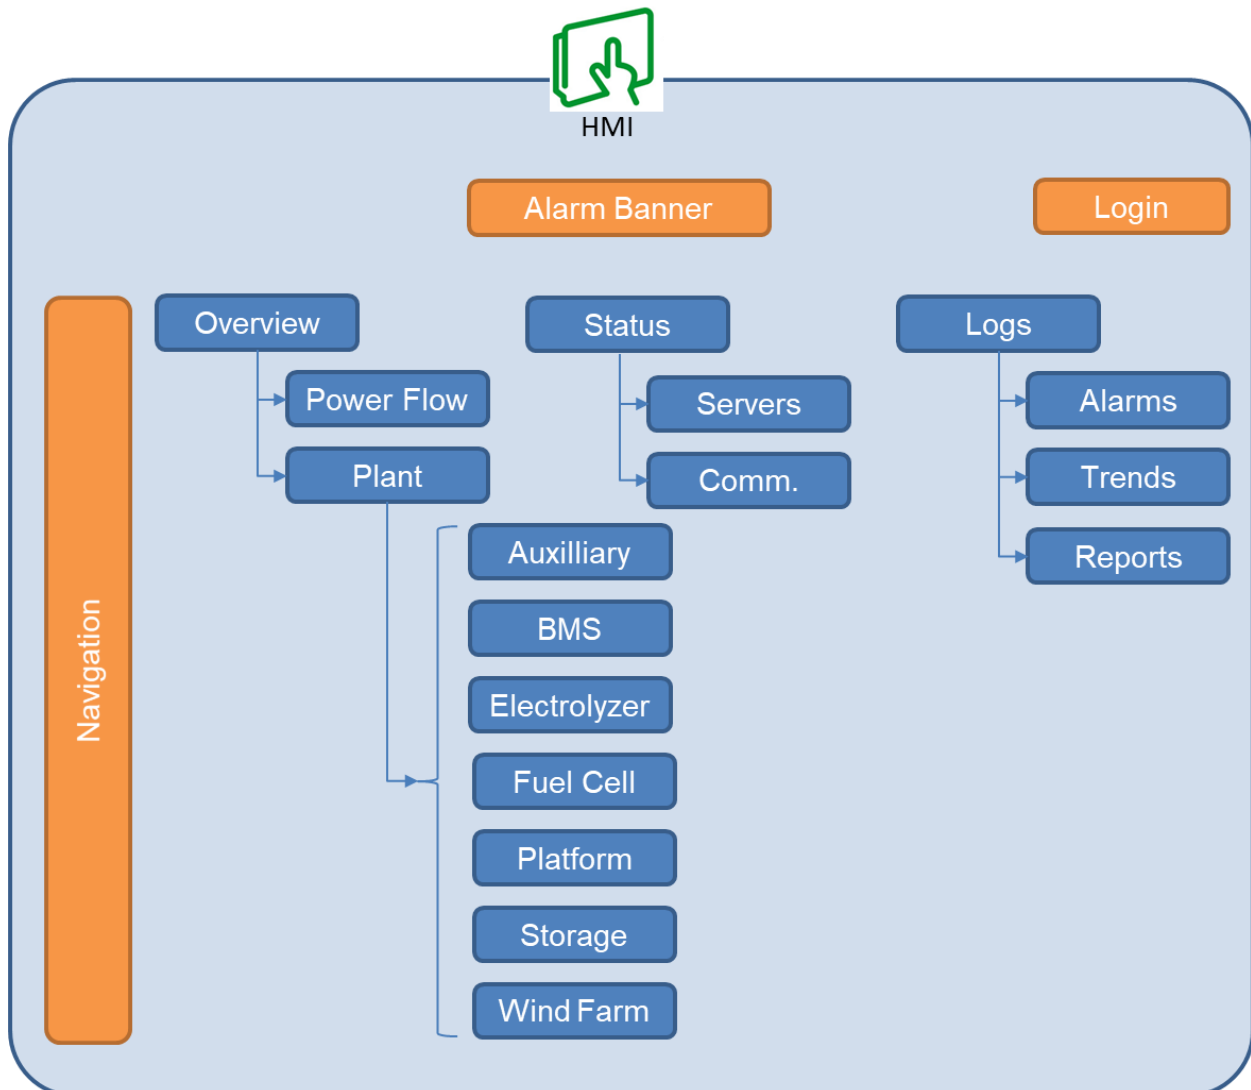 HMI
Alarm Banner
Login
Navigation
Overview
Power Flow
Plant
Auxilliary
BMS
Electrolyzer
Fuel Cell
Platform
Storage
Wind Farm
Status
Servers
Comm.
Logs
Alarms
Trends
Reports